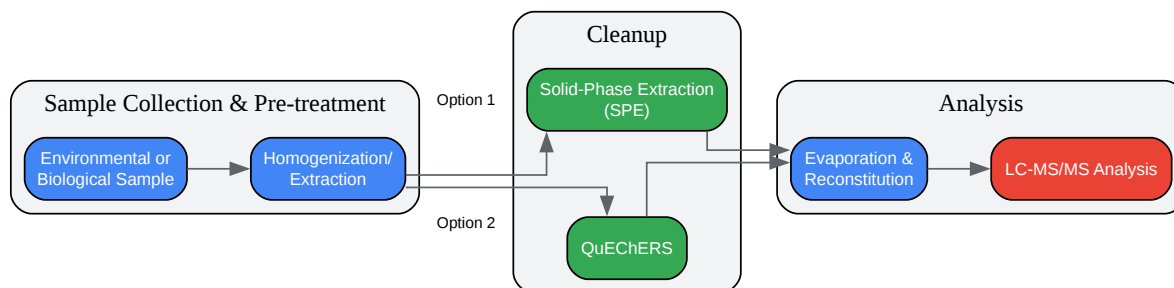 Sample Collection & Pre-treatment
Environmental or
Biological Sample
Homogenization/
Extraction
Option 1
Option 2
Cleanup
Solid-Phase Extraction
(SPE)
QuEChERS
Analysis
Evaporation &
Reconstitution
LC-MS/MS Analysis